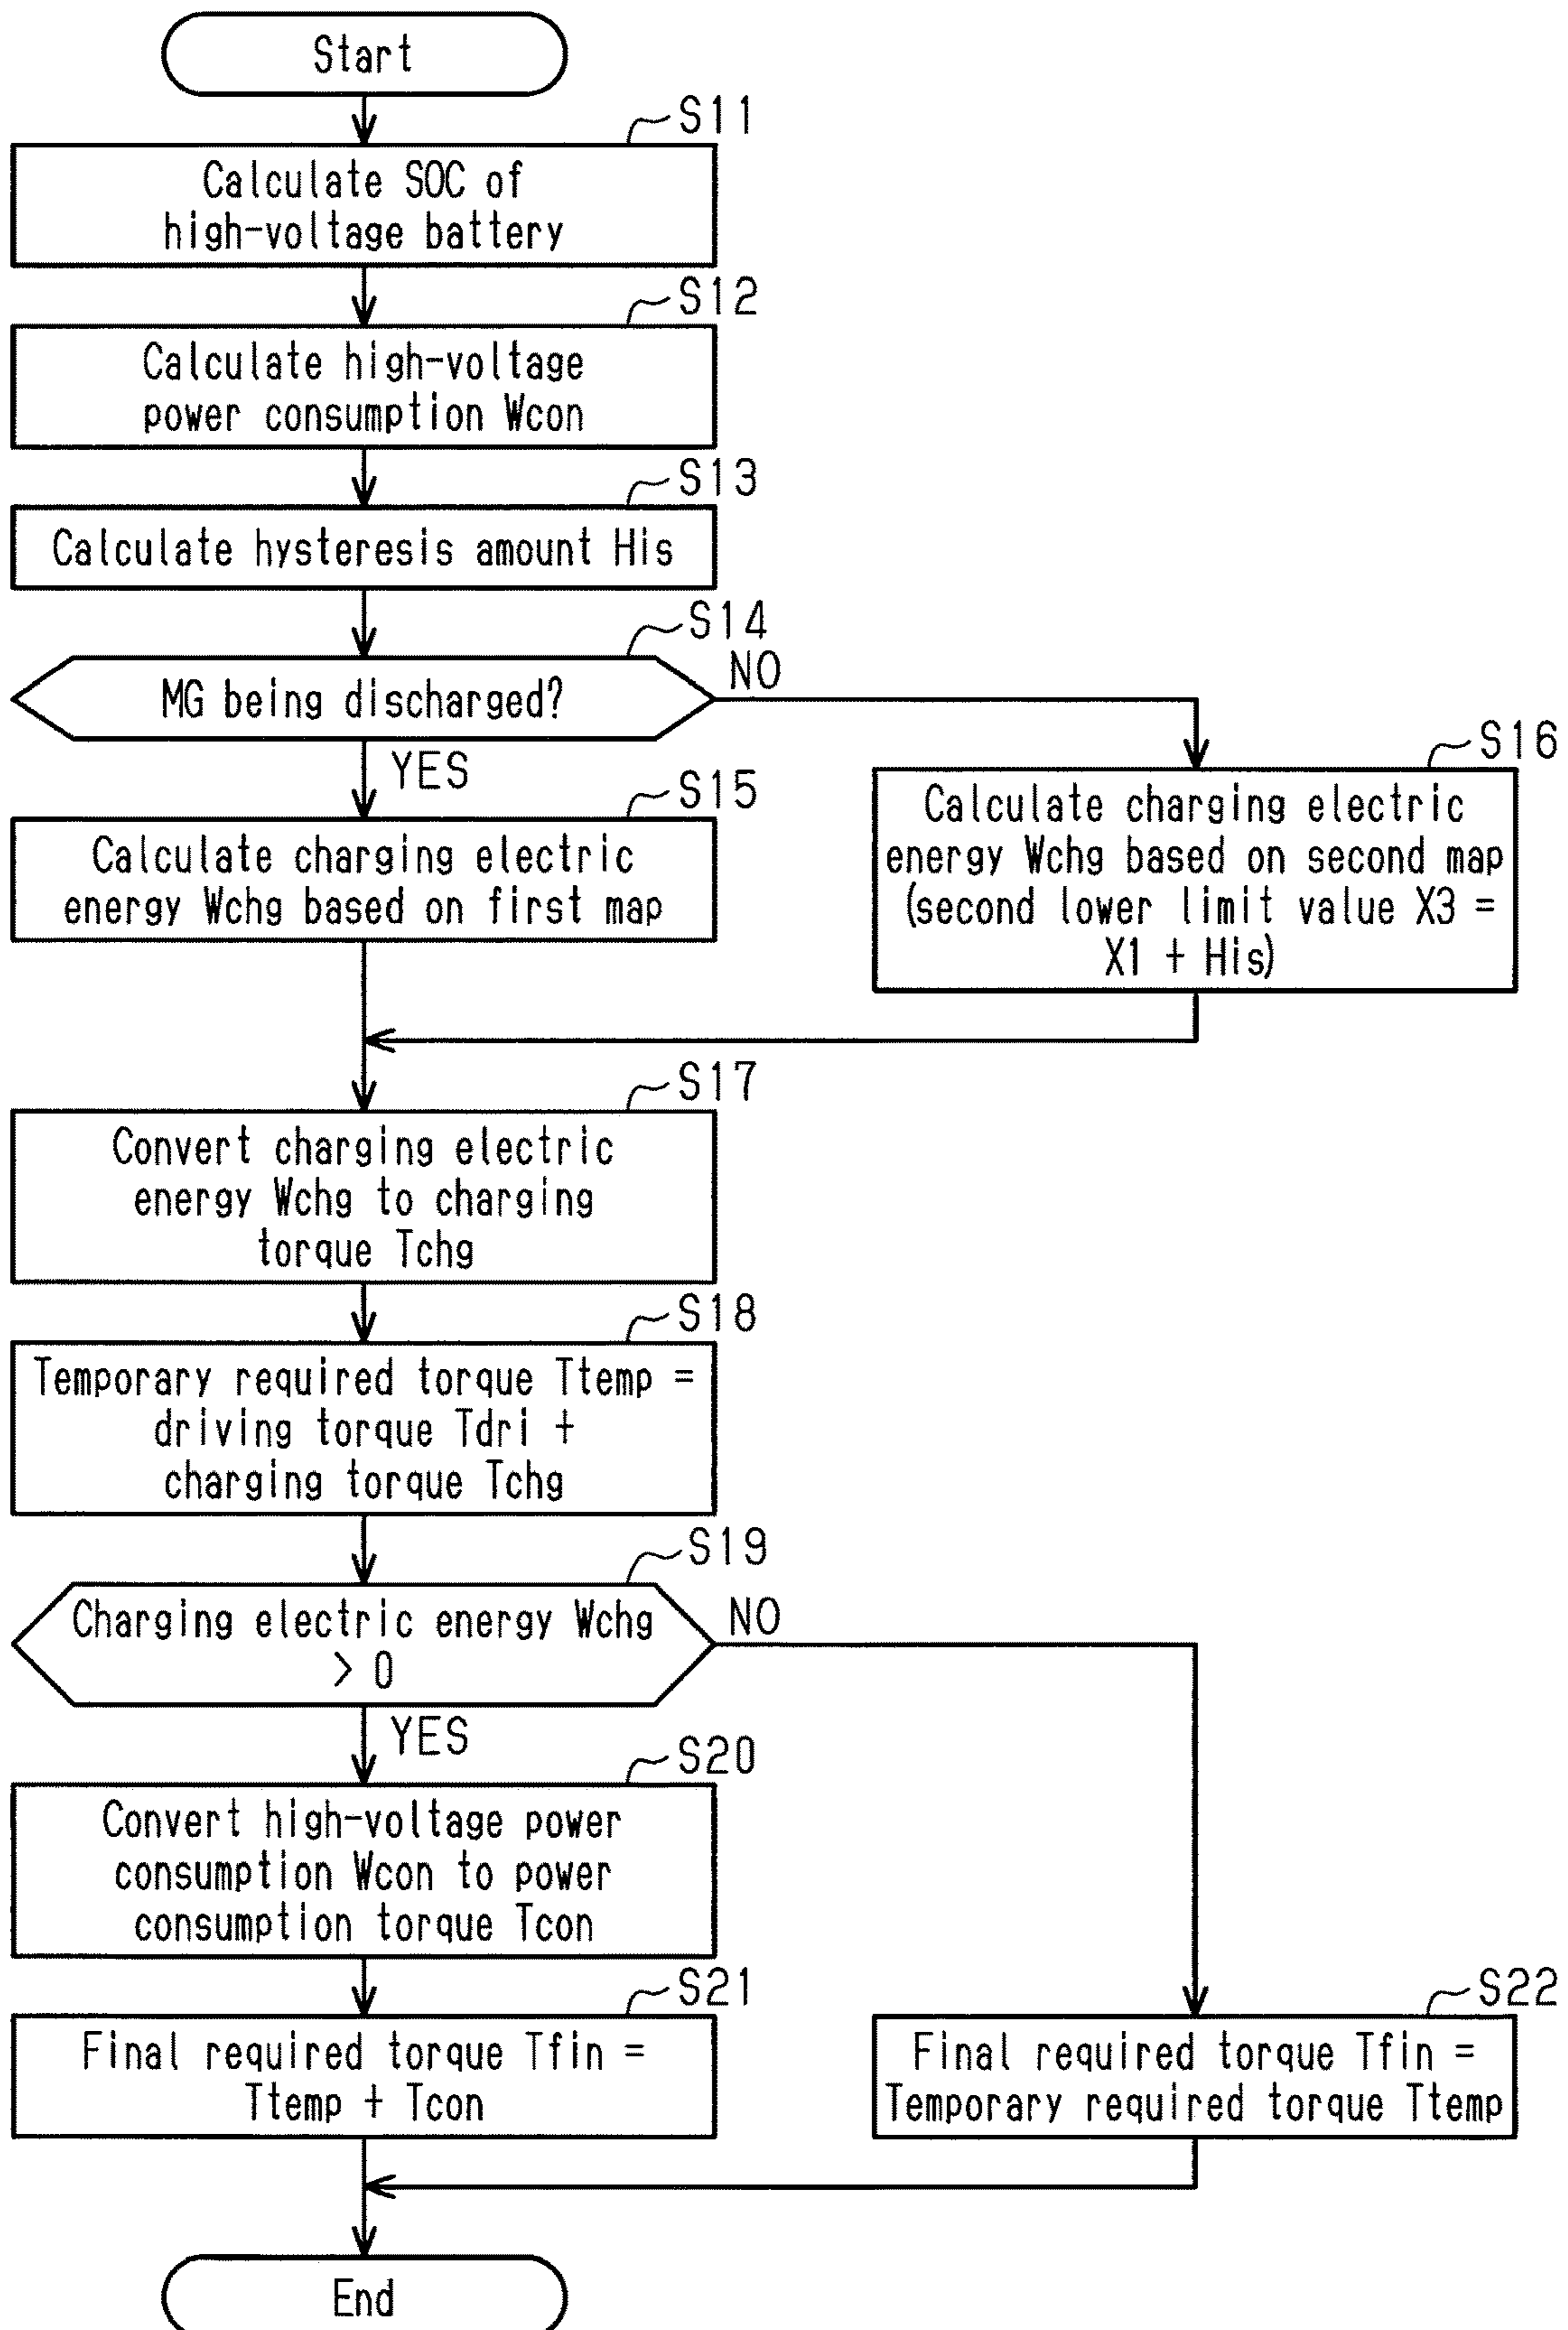 Start
S11
Calculate SOC of
high-voltage battery
S12
Calculate high-voltage
power consumption Wcon
S13
Calculate hysteresis amount His
S14
MG being discharged?
NO
YES
S15
Calculate charging electric
energy Wchg based on first map
S16
Calculate charging electric
energy Wchg based on second map
(second lower limit value X3 =
X1 + His)
S17
Convert charging electric
energy Wchg to charging
torque Tchg
S18
Temporary required torque Ttemp =
driving torque Tdri +
charging torque Tchg
S19
Charging electric energy Wchg
> 0
NO
YES
S20
Convert high-voltage power
consumption Wcon to power
consumption torque Tcon
S21
Final required torque Tfin =
Ttemp + Tcon
S22
Final required torque Tfin =
Temporary required torque Ttemp
End